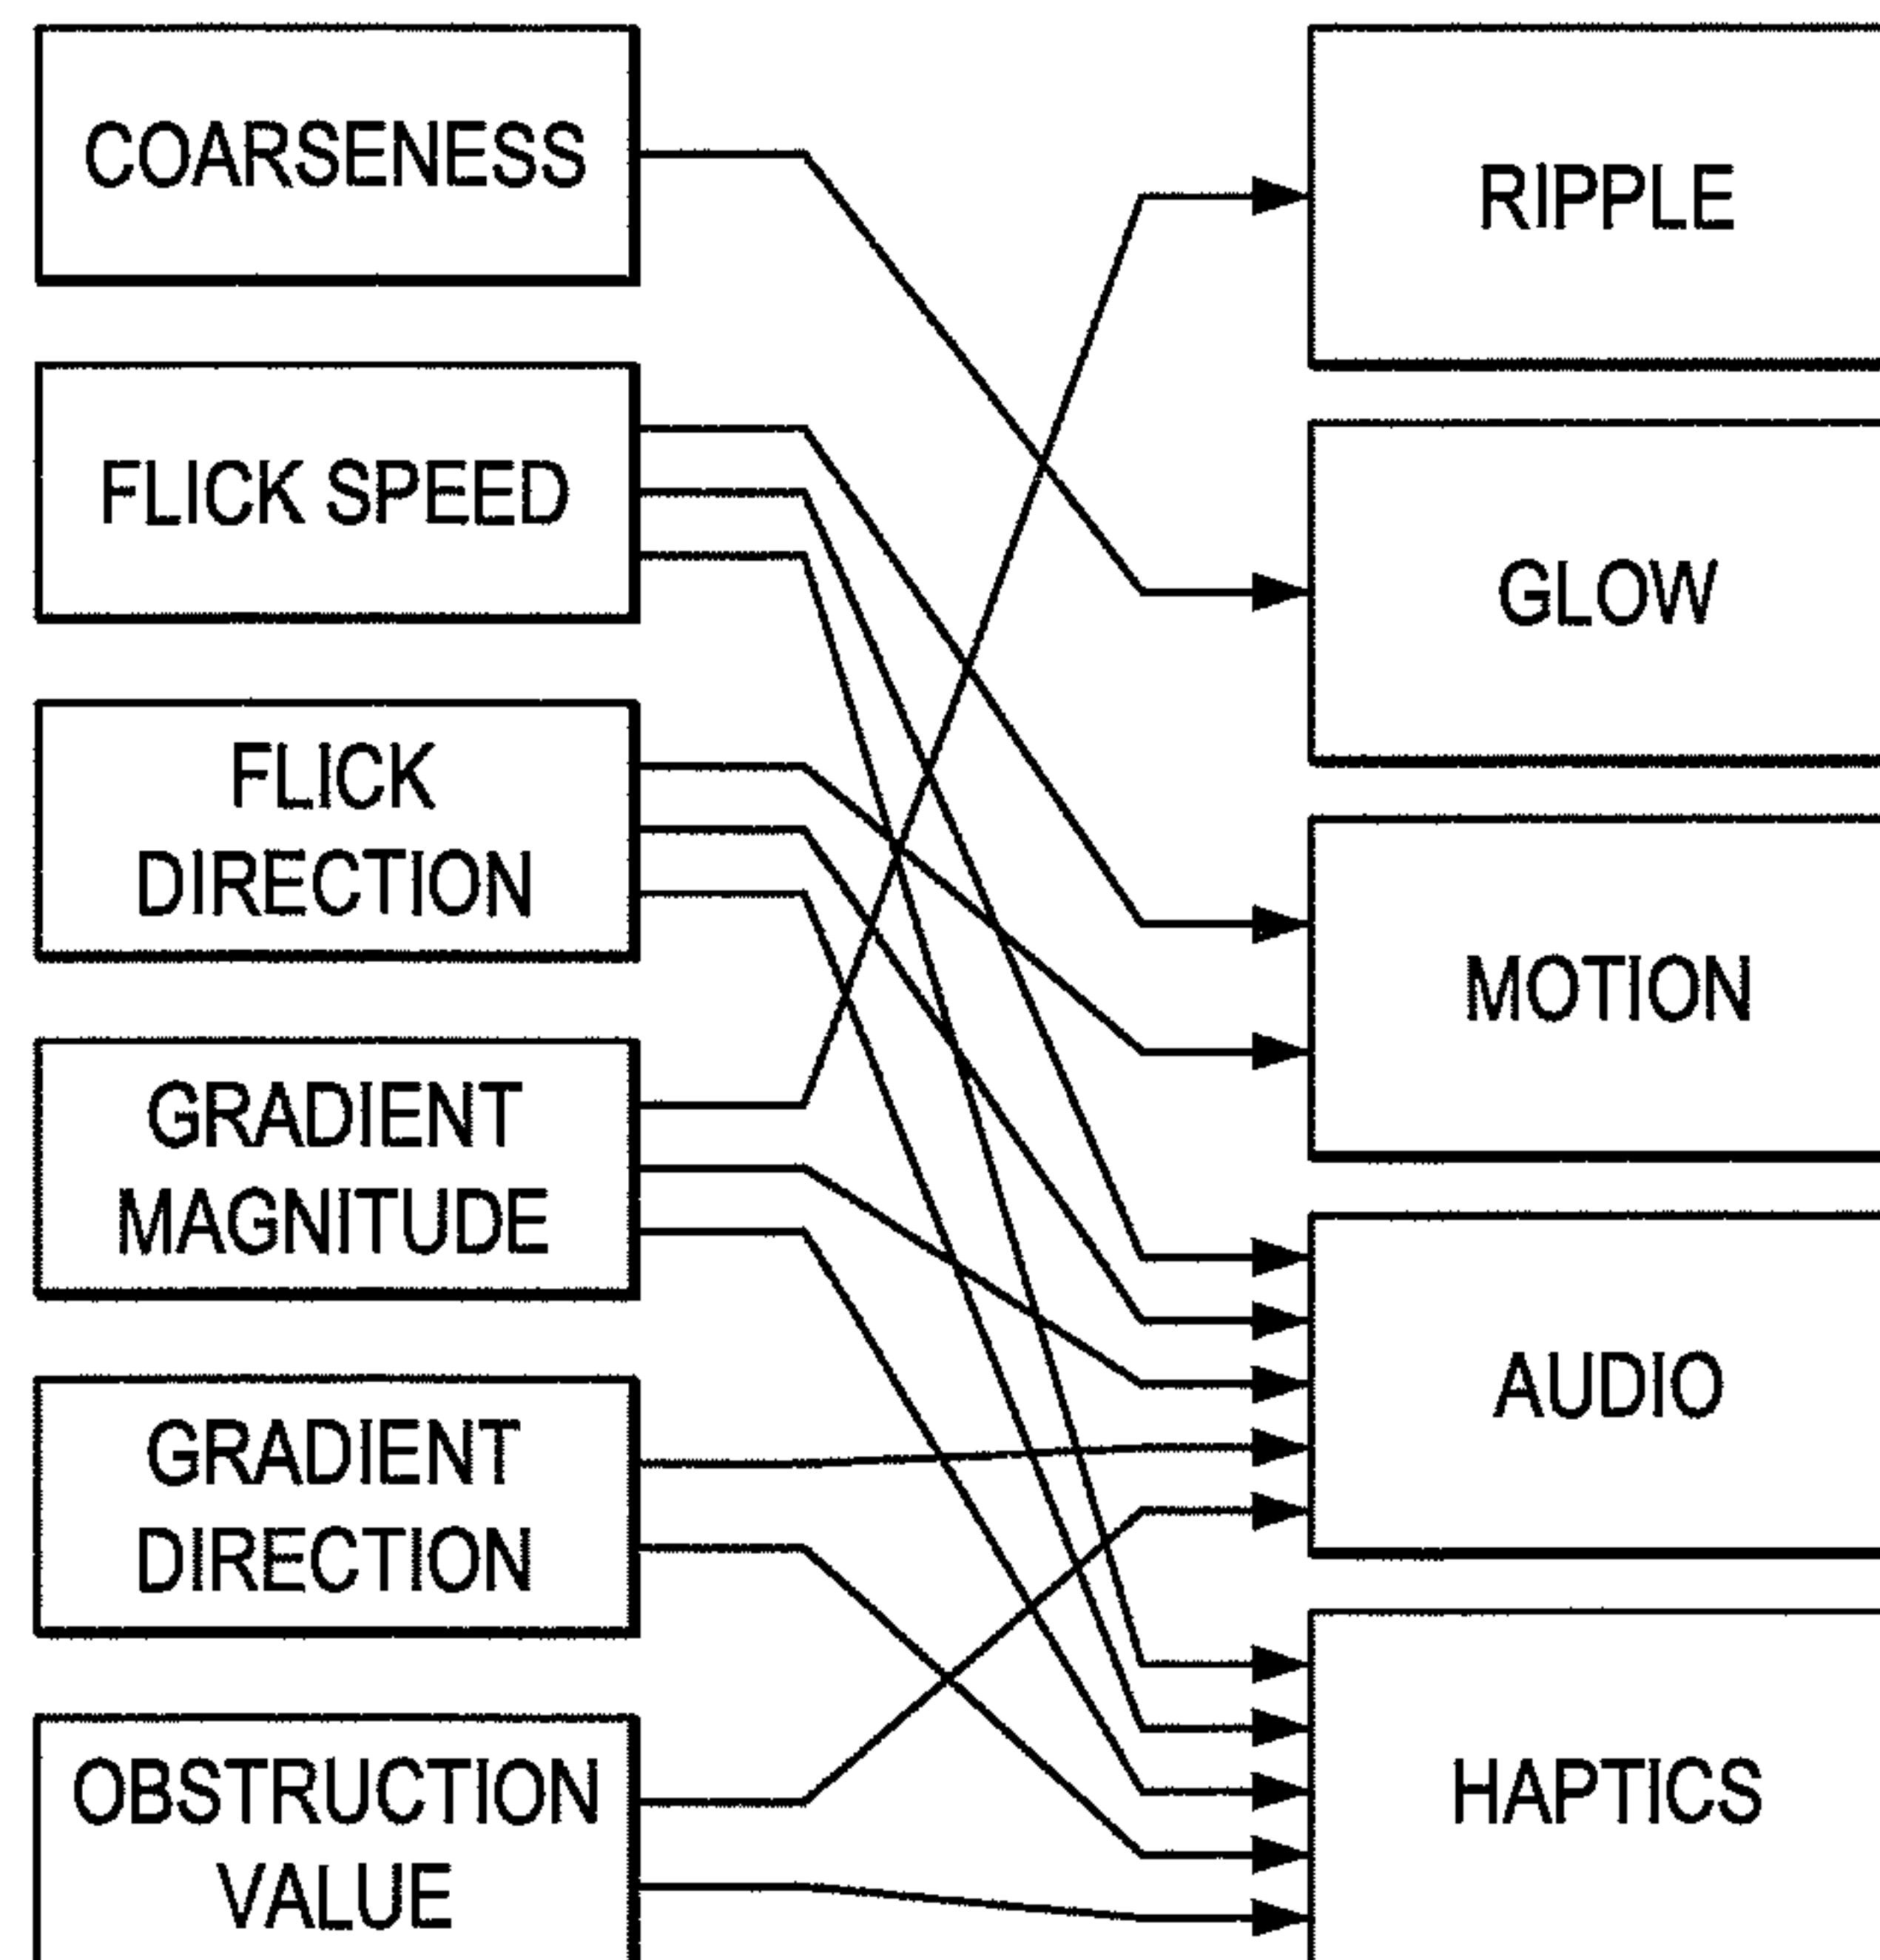 COARSENESS
FLICK SPEED
FLICK
DIRECTION
GRADIENT
MAGNITUDE
GRADIENT
DIRECTION
OBSTRUCTION
VALUE
RIPPLE
GLOW
MOTION
AUDIO
HAPTICS